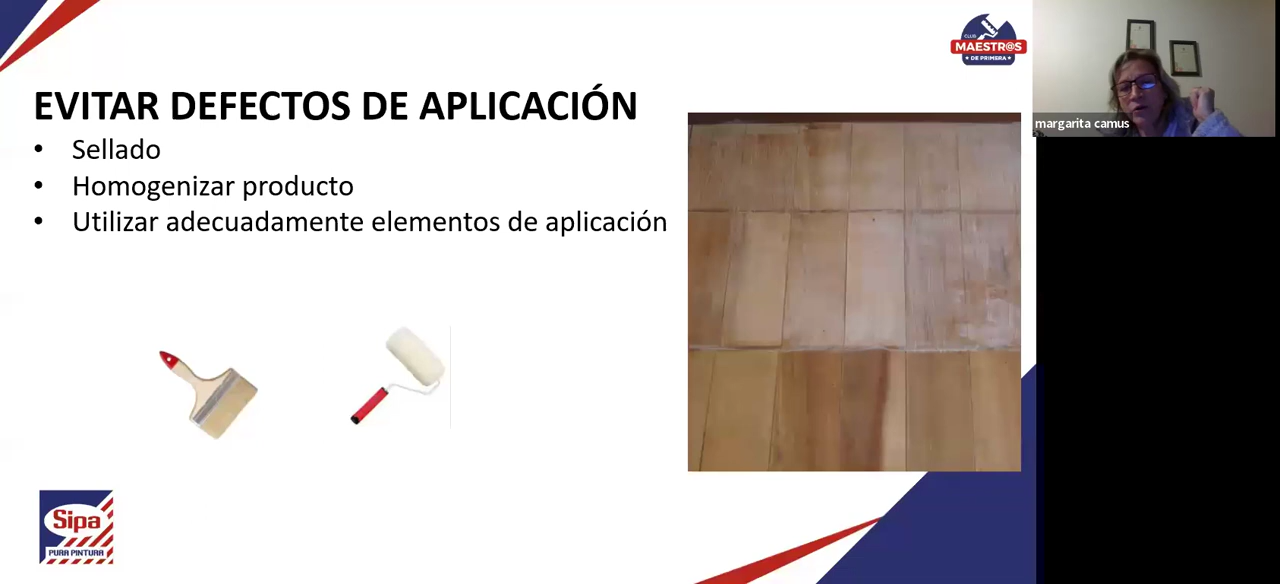 CLUB
MAESTR@S
★ DE PRIMERA ★
margarita camus
EVITAR DEFECTOS DE APLICACIÓN
• Sellado
• Homogenizar producto
• Utilizar adecuadamente elementos de aplicación
Sipa
PURA PINTURA